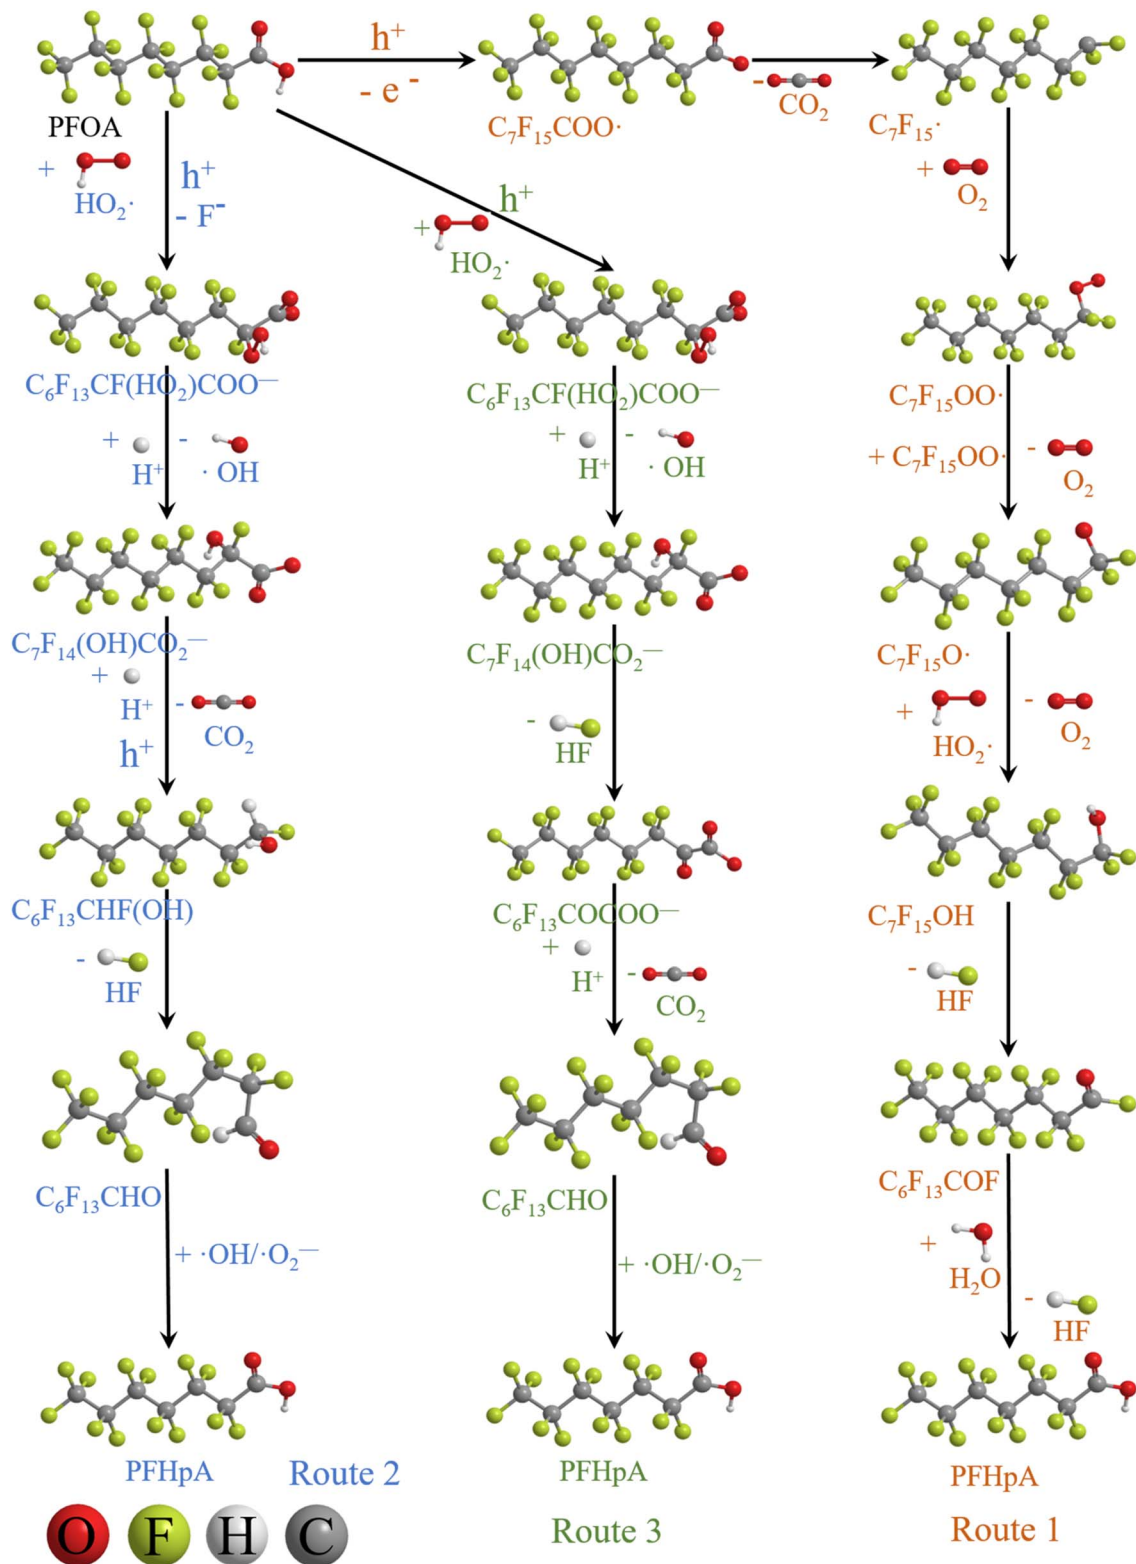 h⁺
- e⁻
PFOA
C₇F₁₅COO·
-
CO₂
C₇F₁₅·
+
HO₂·
h⁺
- F⁻
+
HO₂·
h⁺
+
O₂
C₆F₁₃CF(HO₂)COO—
C₆F₁₃CF(HO₂)COO—
C₇F₁₅OO·
+
H⁺
-
· OH
+
H⁺
-
· OH
+ C₇F₁₅OO·
-
O₂
C₇F₁₄(OH)CO₂—
C₇F₁₄(OH)CO₂—
C₇F₁₅O·
+
H⁺
-
CO₂
h⁺
-
HF
+
HO₂·
-
O₂
C₆F₁₃CHF(OH)
C₆F₁₃COCOO—
C₇F₁₅OH
-
HF
+
H⁺
-
CO₂
-
HF
C₆F₁₃CHO
C₆F₁₃CHO
C₆F₁₃COF
+ ·OH/·O₂—
+ ·OH/·O₂—
+
H₂O
-
HF
PFHpA
Route 2
PFHpA
PFHpA
O F H C
Route 3
Route 1